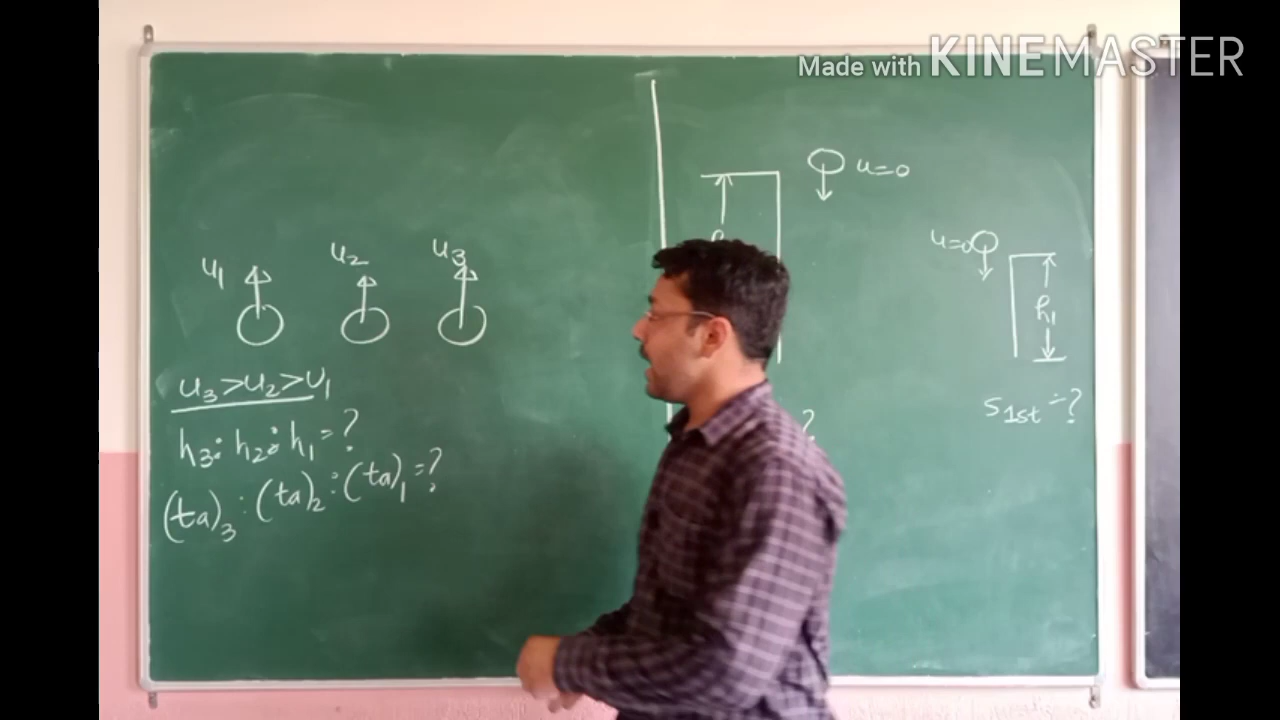 Made with KINEMASTER
u₁ u₂ u₃
u₃>u₂>u₁
h₃:h₂:h₁=?
(ta)₃:(ta)₂:(ta)₁=?
u=0
?
u=0
h₁
S1st=?